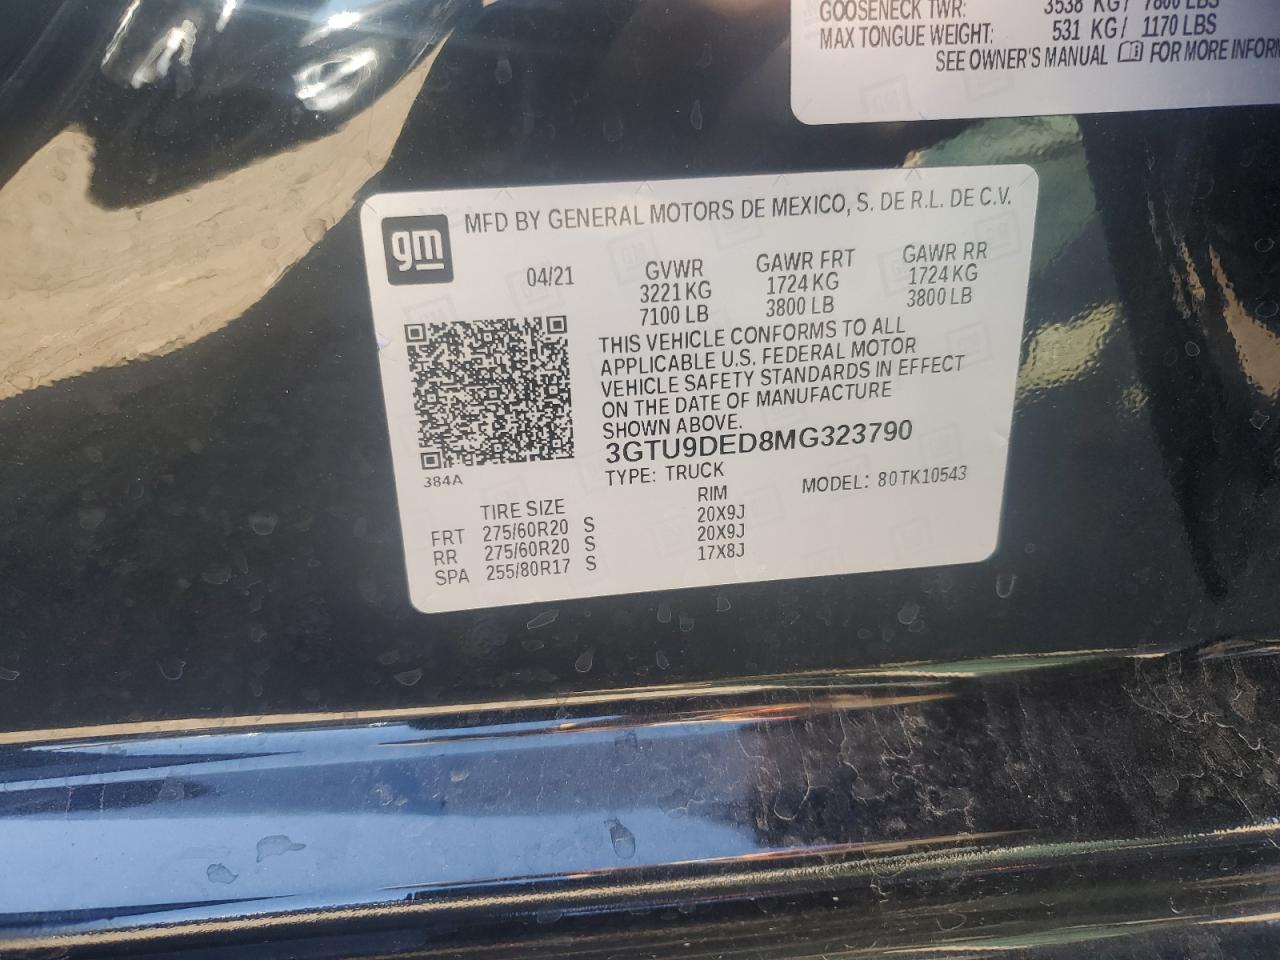 GOOSENECK TWR: 3538 KG / 7800 LBS
MAX TONGUE WEIGHT: 531 KG / 1170 LBS
SEE OWNER'S MANUAL FOR MORE INFORM
gm
MFD BY GENERAL MOTORS DE MEXICO, S. DE R.L. DE C.V.
04/21 GVWR GAWR FRT GAWR RR
3221 KG 1724 KG 1724 KG
7100 LB 3800 LB 3800 LB
THIS VEHICLE CONFORMS TO ALL
APPLICABLE U.S. FEDERAL MOTOR
VEHICLE SAFETY STANDARDS IN EFFECT
ON THE DATE OF MANUFACTURE
SHOWN ABOVE.
3GTU9DED8MG323790
384A
TYPE: TRUCK MODEL: 80TK10543
TIRE SIZE RIM
FRT 275/60R20 S 20X9J
RR 275/60R20 S 20X9J
SPA 255/80R17 S 17X8J